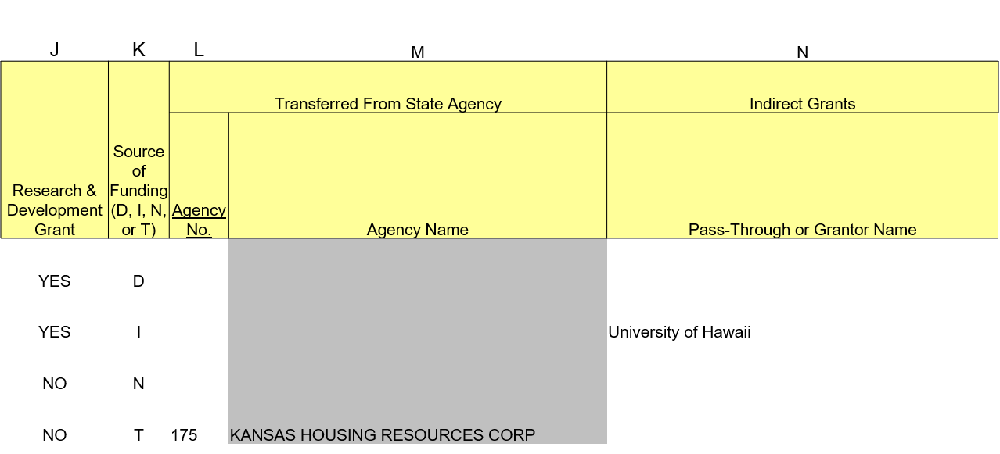 J K L M N
Transferred From State Agency Indirect Grants
Research &
Development
Grant
Source
of
Funding
(D, I, N,
or T)
Agency
No.
Agency Name
Pass-Through or Grantor Name
YES D
YES I University of Hawaii
NO N
NO T 175 KANSAS HOUSING RESOURCES CORP